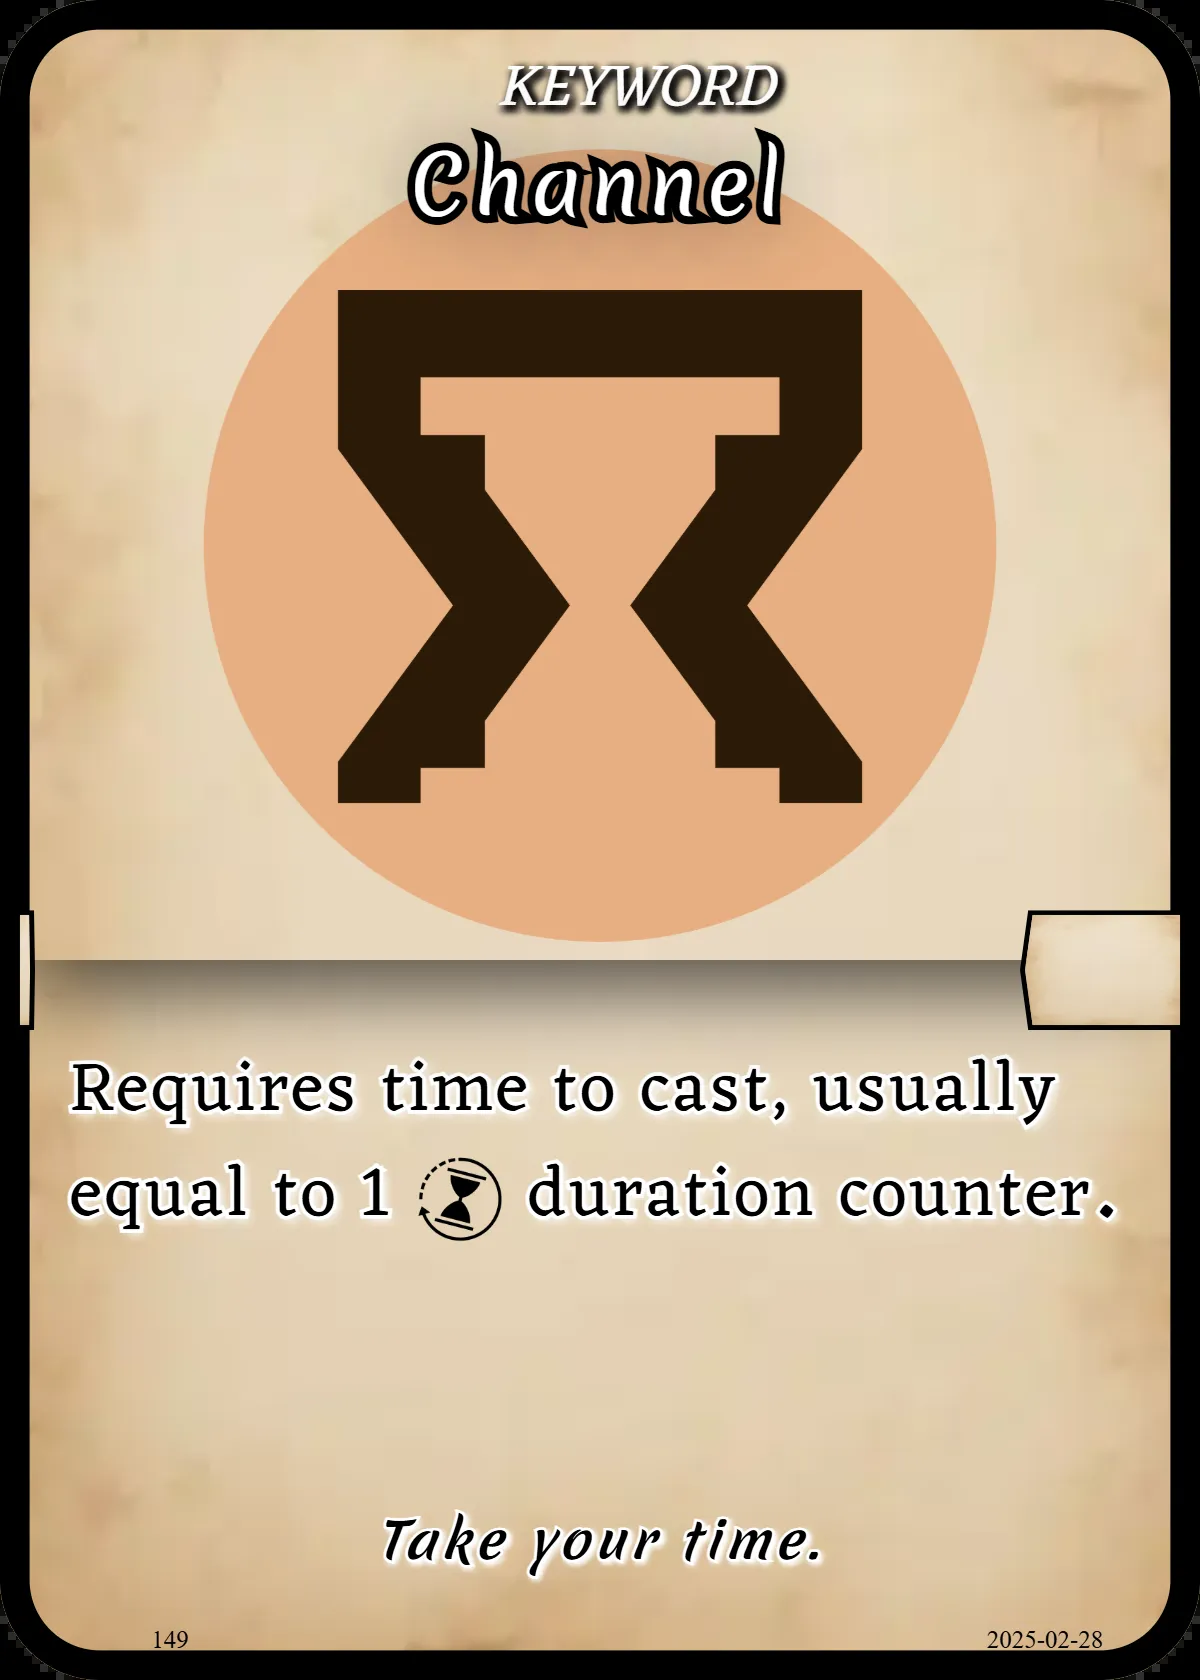 KEYWORD
Channel
Requires time to cast, usually
equal to 1 duration counter.
Take your time.
149
2025-02-28